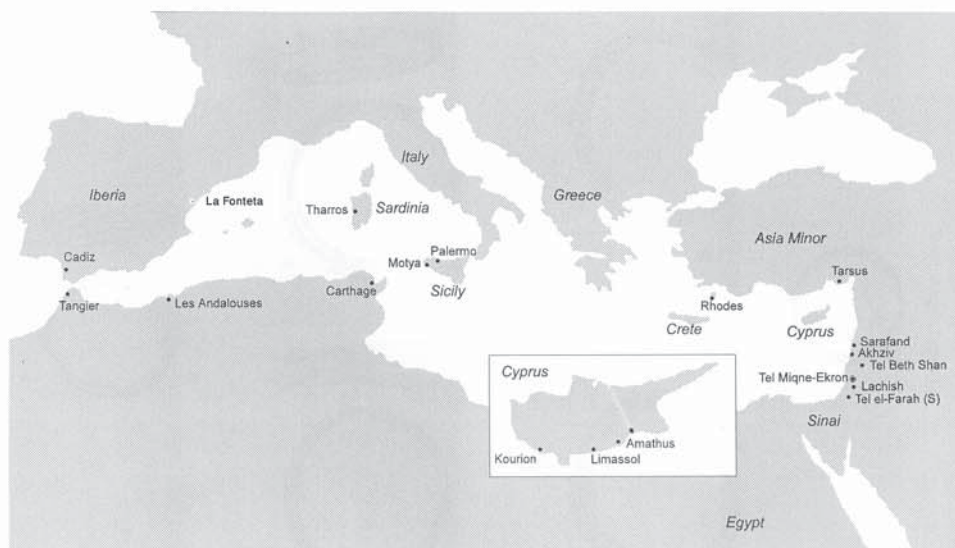 Italy
Iberia
La Fonteta
Greece
Tharros
Sardinia
Asia Minor
Palermo
Motya
Cadiz
Tarsus
Carthage
Sicily
Tangier
Les Andalouses
Rhodes
Crete
Cyprus
Sarafand
Akhziv
Tel Beth Shan
Tel Miqne-Ekron
Lachish
Tel el-Farah (S)
Sinai
Cyprus
Amathus
Kourion
Limassol
Egypt